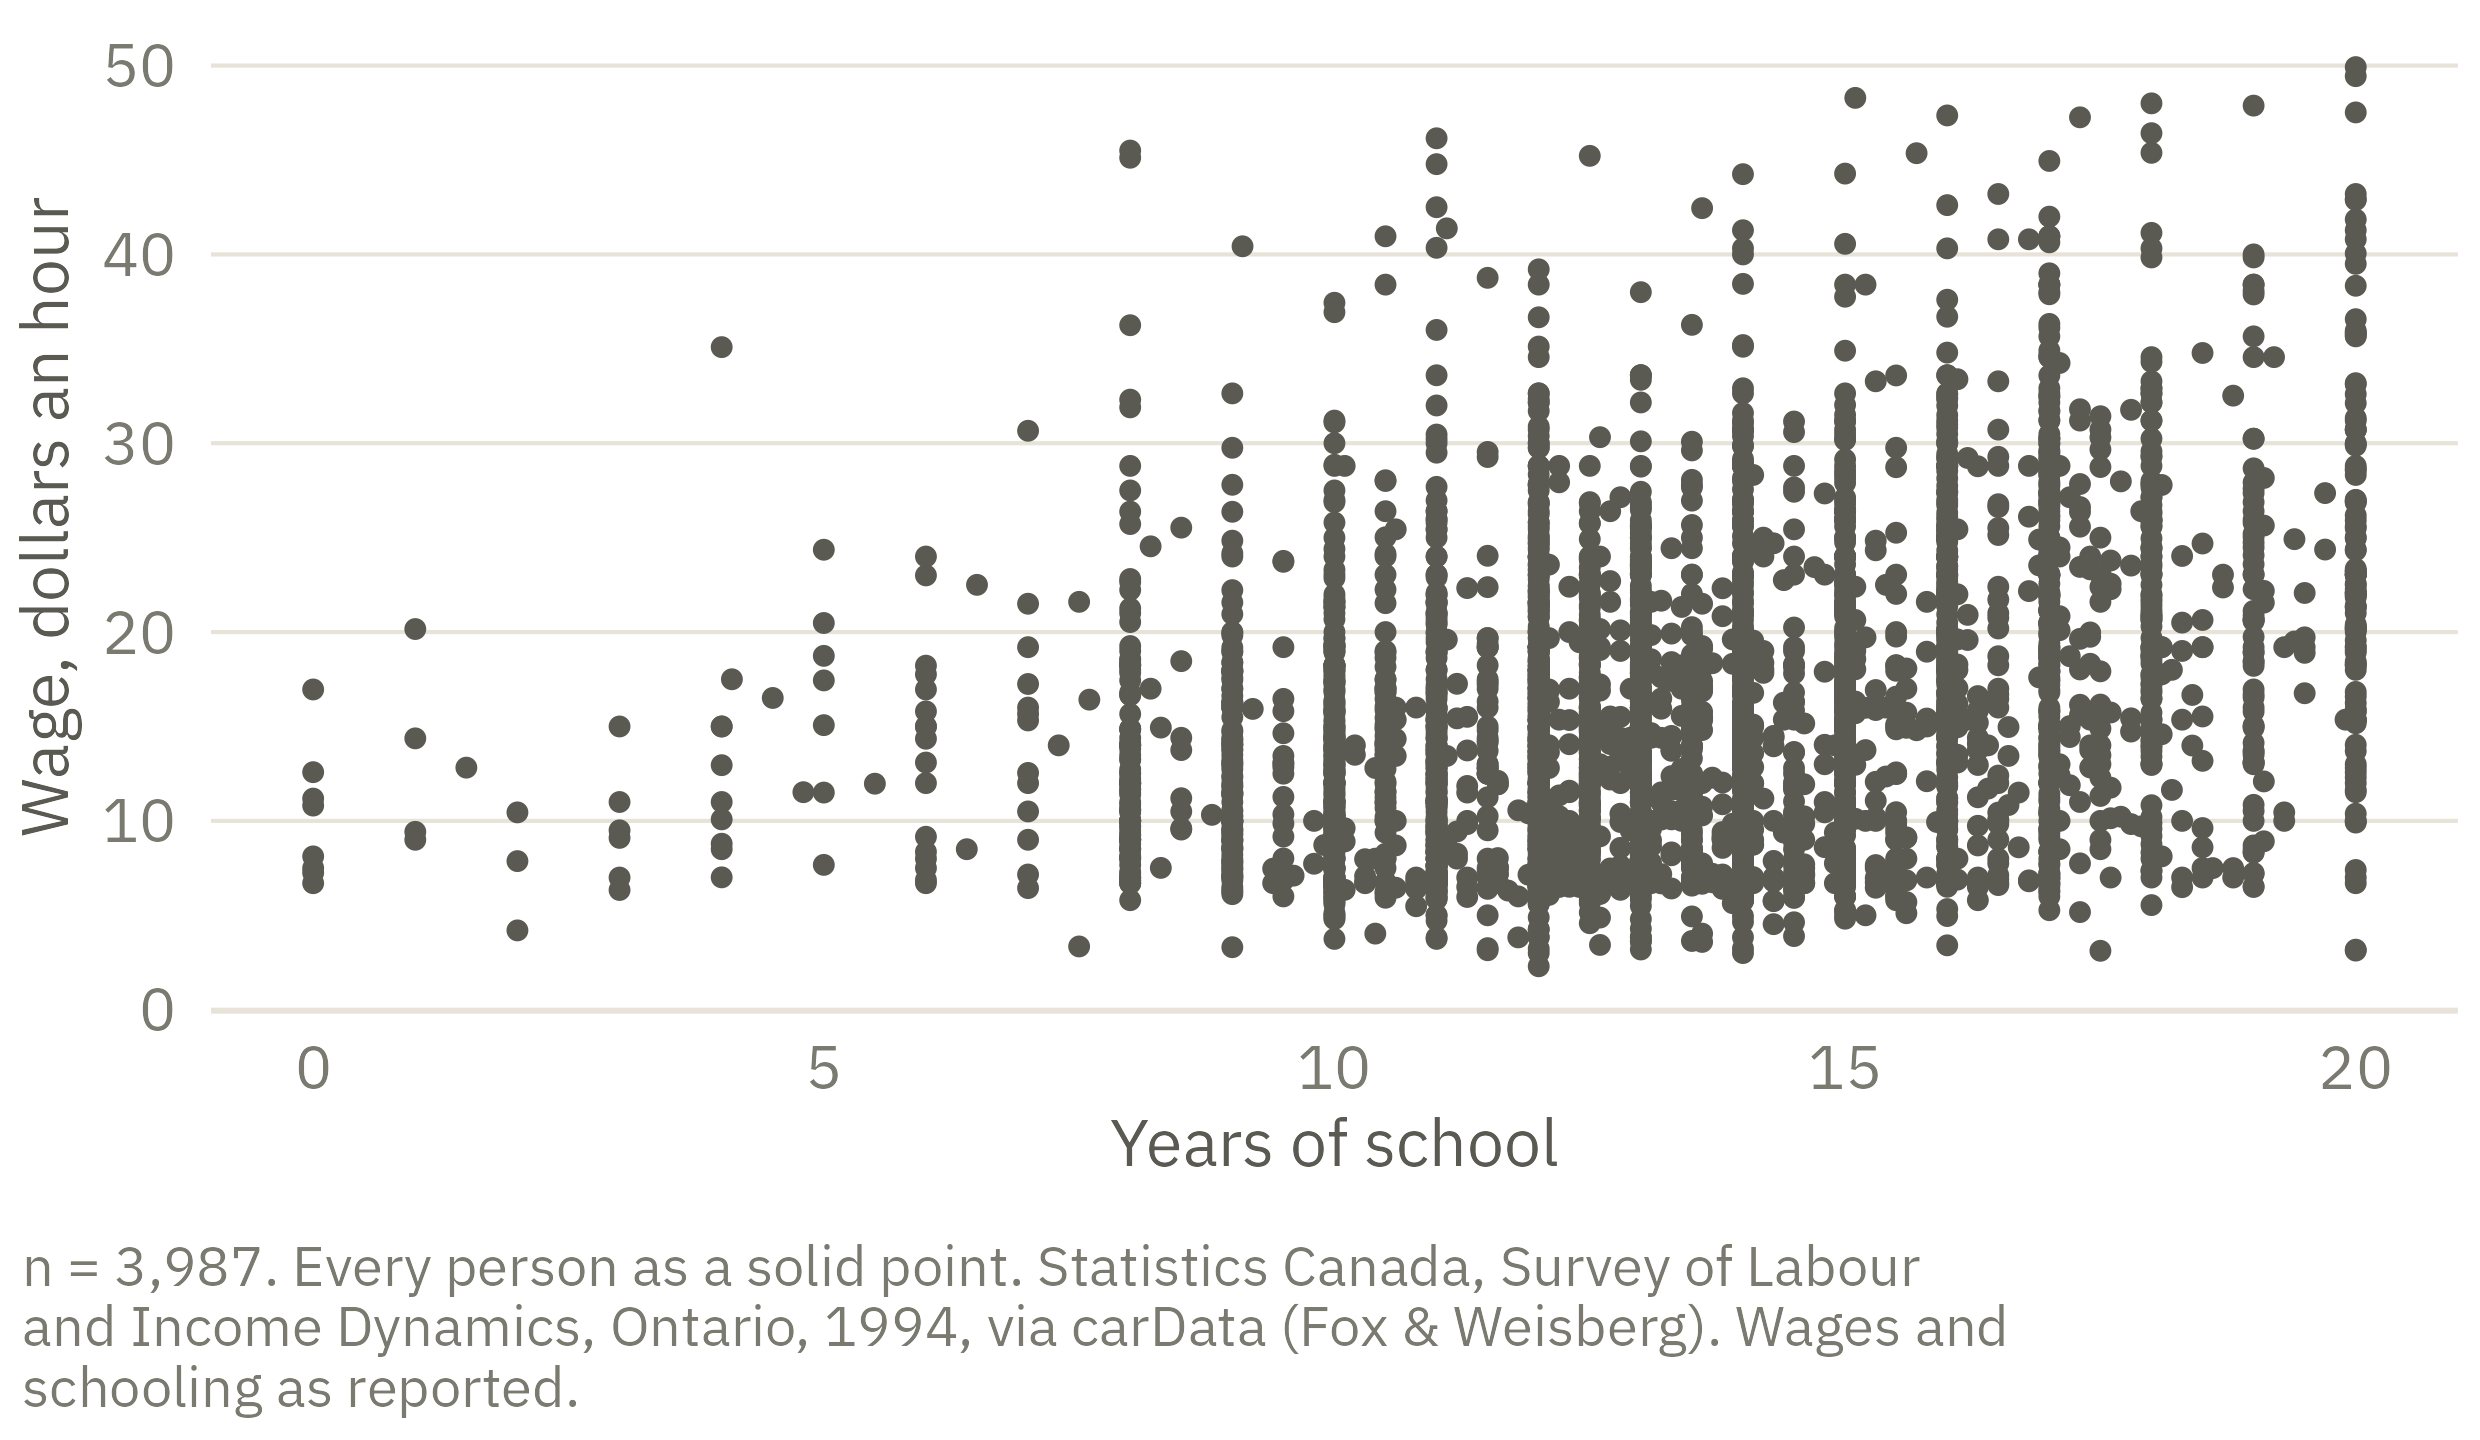 50
40
30
20
10
0
Wage, dollars an hour
0 5 10 15 20
Years of school
n = 3,987. Every person as a solid point. Statistics Canada, Survey of Labour
and Income Dynamics, Ontario, 1994, via carData (Fox & Weisberg). Wages and
schooling as reported.